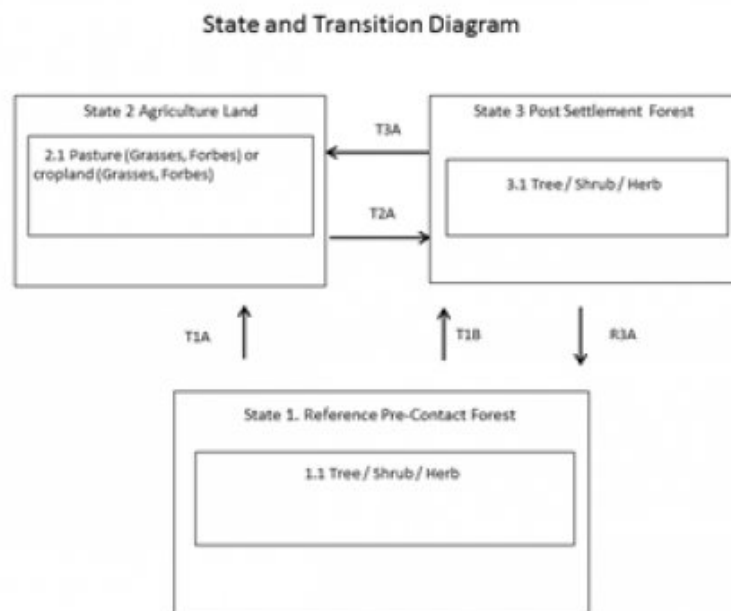 State and Transition Diagram
State 2 Agriculture Land
2.1 Pasture (Grasses, Forbes) or
cropland (Grasses, Forbes)
T3A
T2A
State 3 Post Settlement Forest
3.1 Tree / Shrub / Herb
T1A
T1B
R3A
State 1. Reference Pre-Contact Forest
1.1 Tree / Shrub / Herb